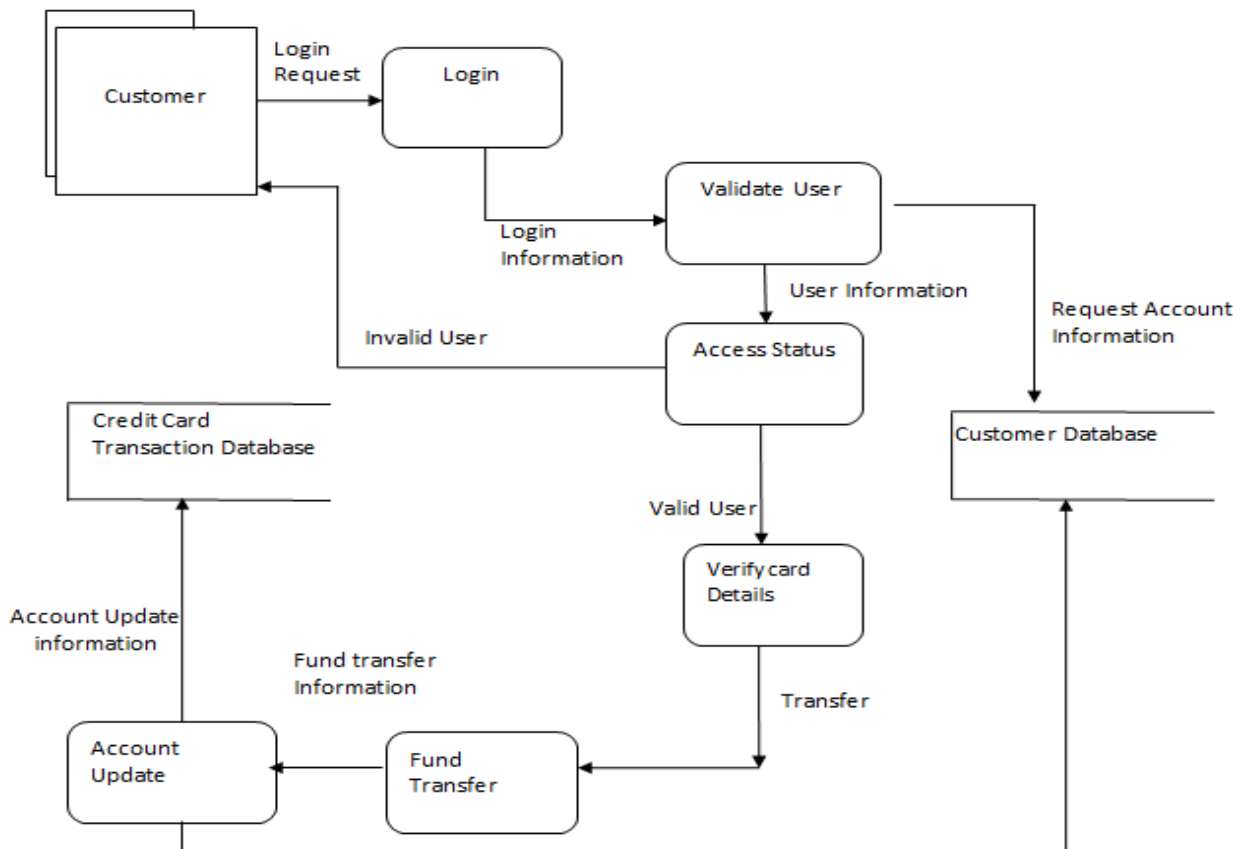 Login
Request
Customer
Login
Validate User
Login
Information
User Information
Request Account
Information
Invalid User
Access Status
Credit Card
Transaction Database
Customer Database
Valid User
Verify card
Details
Account Update
information
Fund transfer
Information
Transfer
Account
Update
Fund
Transfer